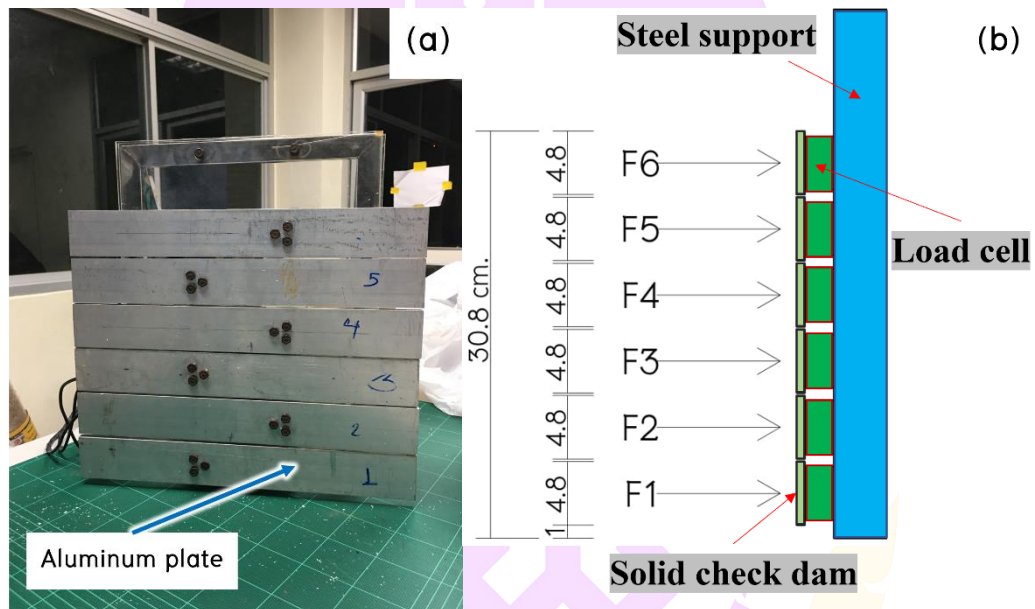 (a)
5
4
3
2
1
Aluminum plate
Steel support
(b)
30.8 cm.
4.8
4.8
4.8
4.8
4.8
4.8
1
F6
F5
F4
F3
F2
F1
Load cell
Solid check dam